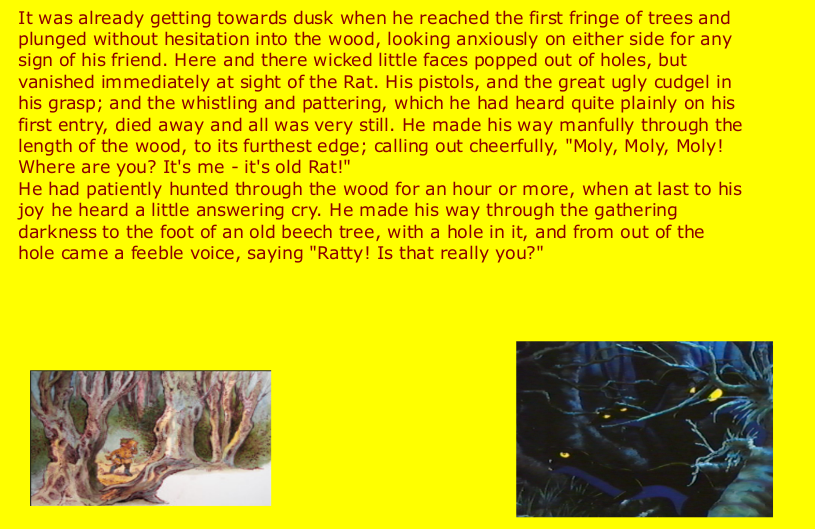 It was already getting towards dusk when he reached the first fringe of trees and
plunged without hesitation into the wood, looking anxiously on either side for any
sign of his friend. Here and there wicked little faces popped out of holes, but
vanished immediately at sight of the Rat. His pistols, and the great ugly cudgel in
his grasp; and the whistling and pattering, which he had heard quite plainly on his
first entry, died away and all was very still. He made his way manfully through the
length of the wood, to its furthest edge; calling out cheerfully, "Moly, Moly, Moly!
Where are you? It's me - it's old Rat!"
He had patiently hunted through the wood for an hour or more, when at last to his
joy he heard a little answering cry. He made his way through the gathering
darkness to the foot of an old beech tree, with a hole in it, and from out of the
hole came a feeble voice, saying "Ratty! Is that really you?"